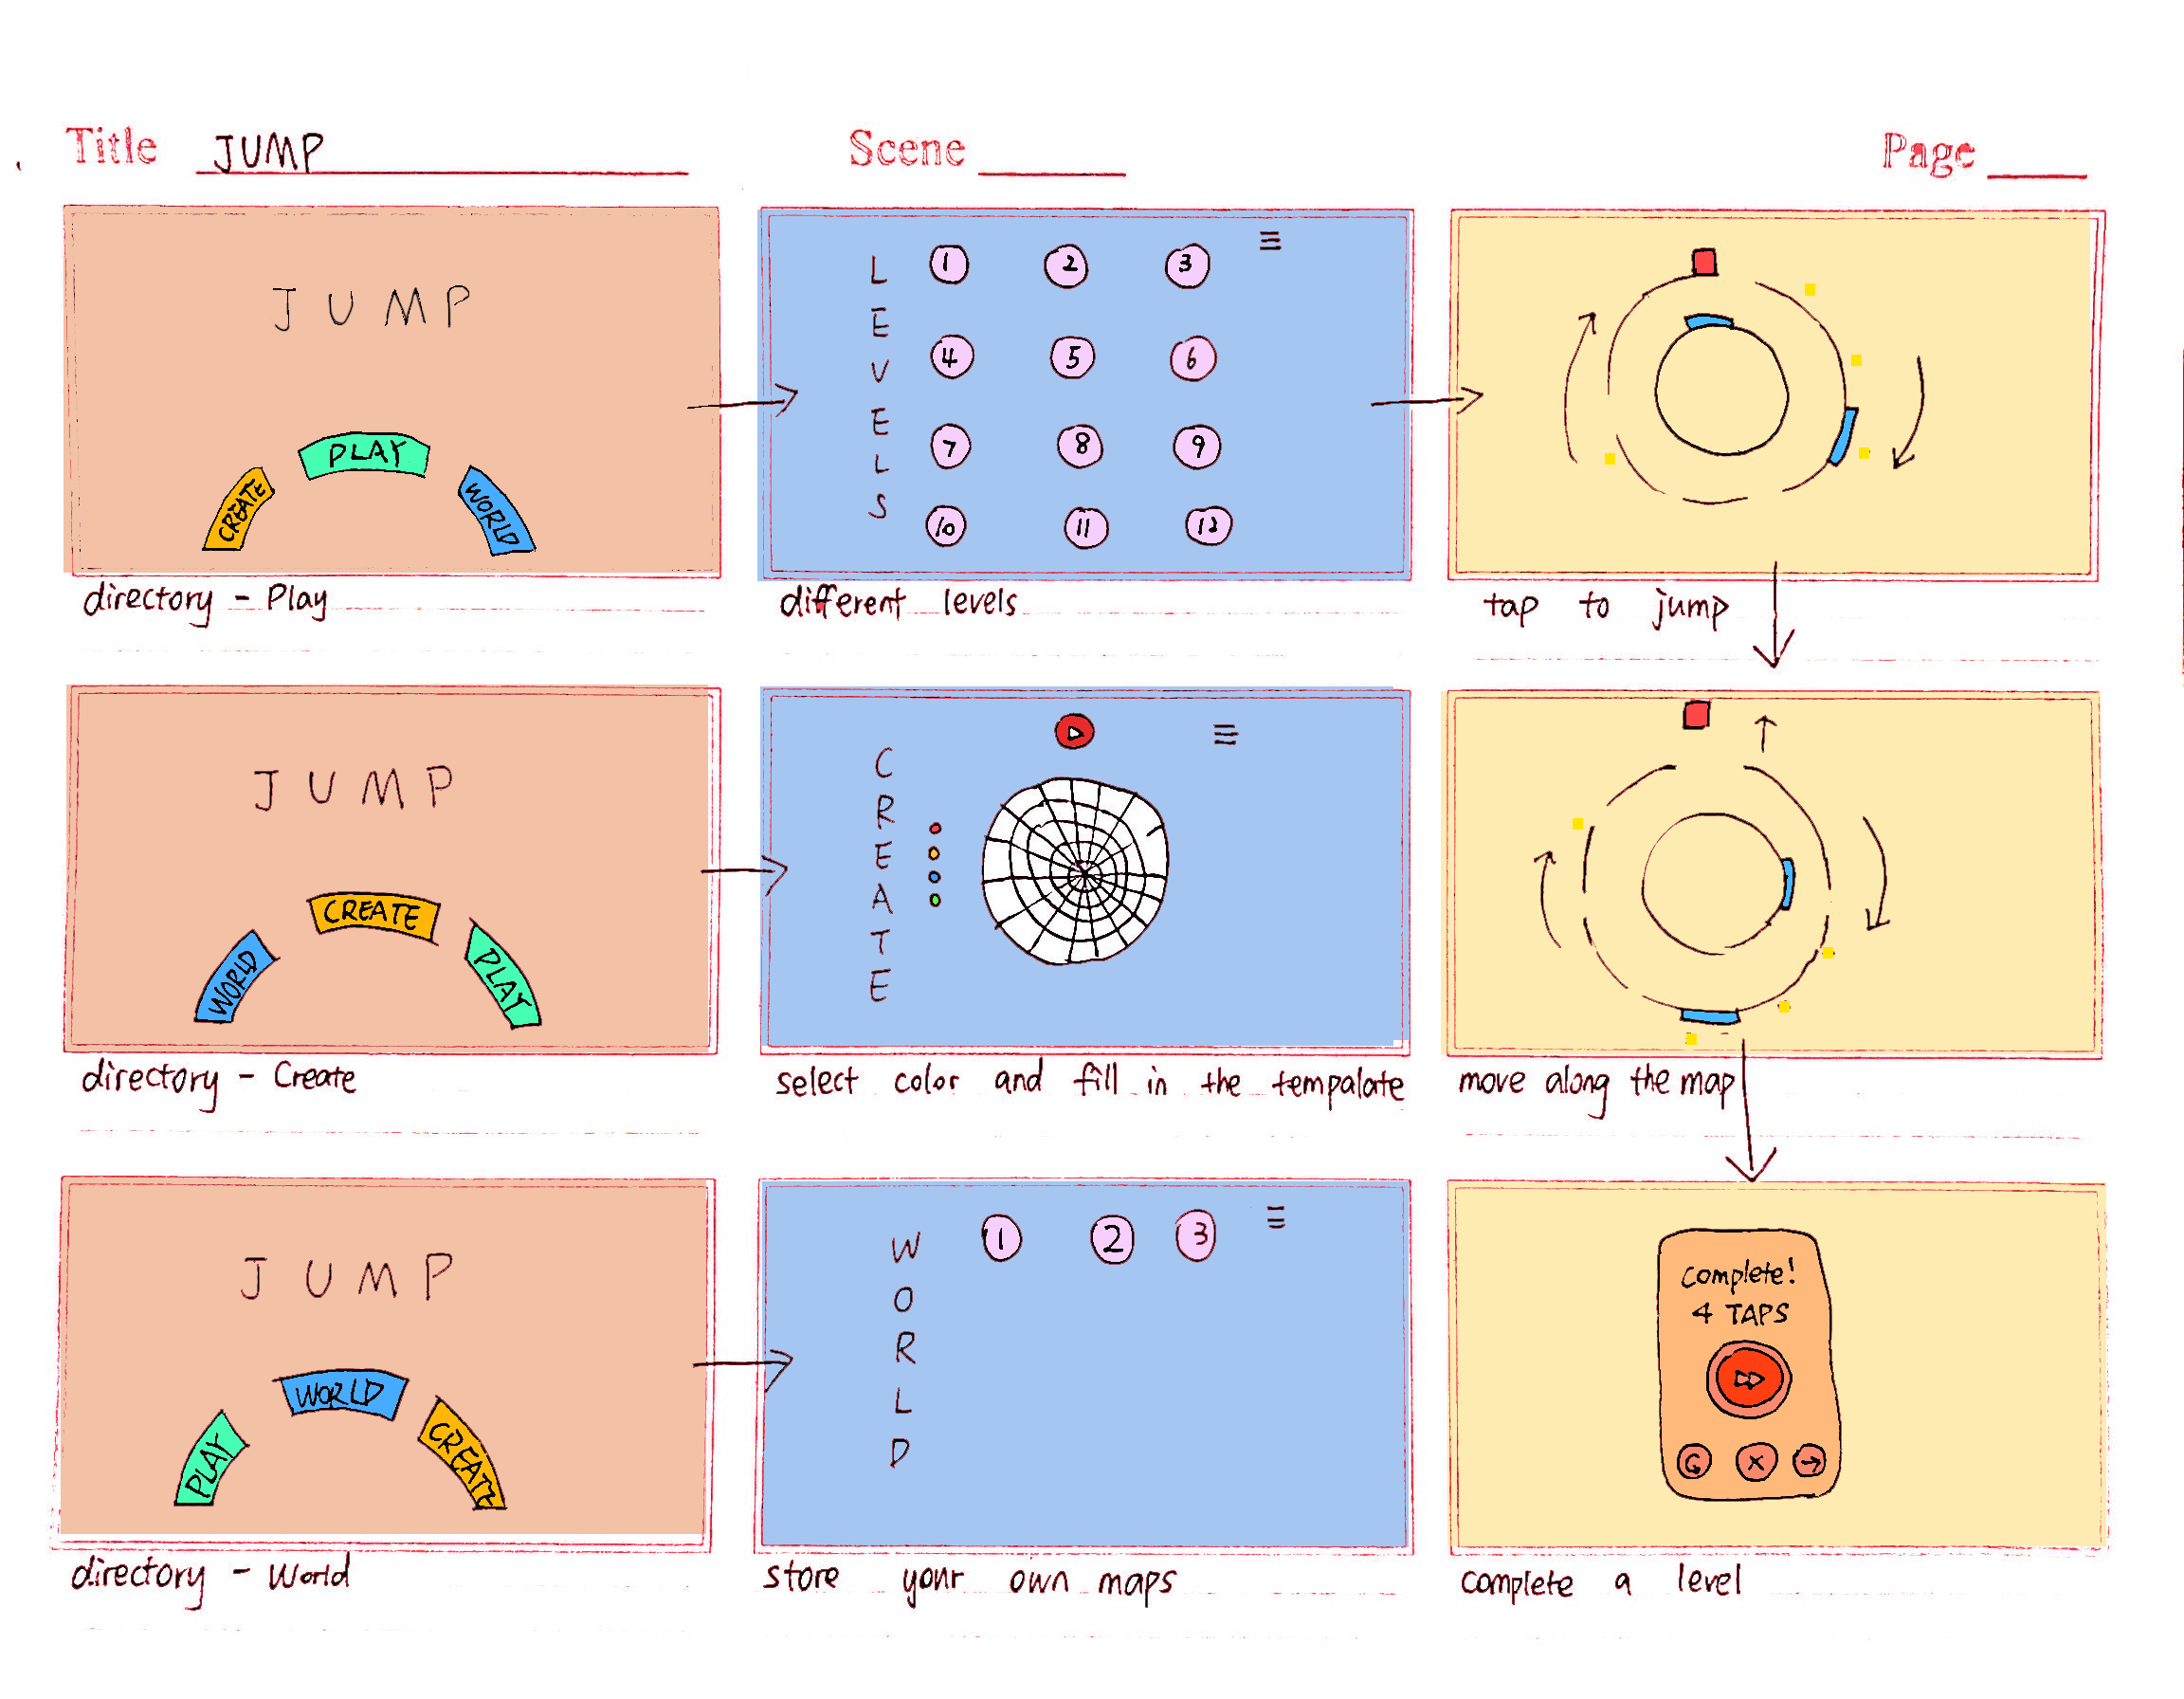 Title JUMP Scene Page
JUMP
PLAY
CREATE
WORLD
directory - Play
LEVELS
1 2 3
4 5 6
7 8 9
10 11 12
different levels
tap to jump
JUMP
CREATE
WORLD
PLAY
directory - Create
CREATE
select color and fill in the tempalate
move along the map
JUMP
WORLD
PLAY
CREATE
directory - World
WORLD
1 2 3
store your own maps
Complete!
4 TAPS
complete a level